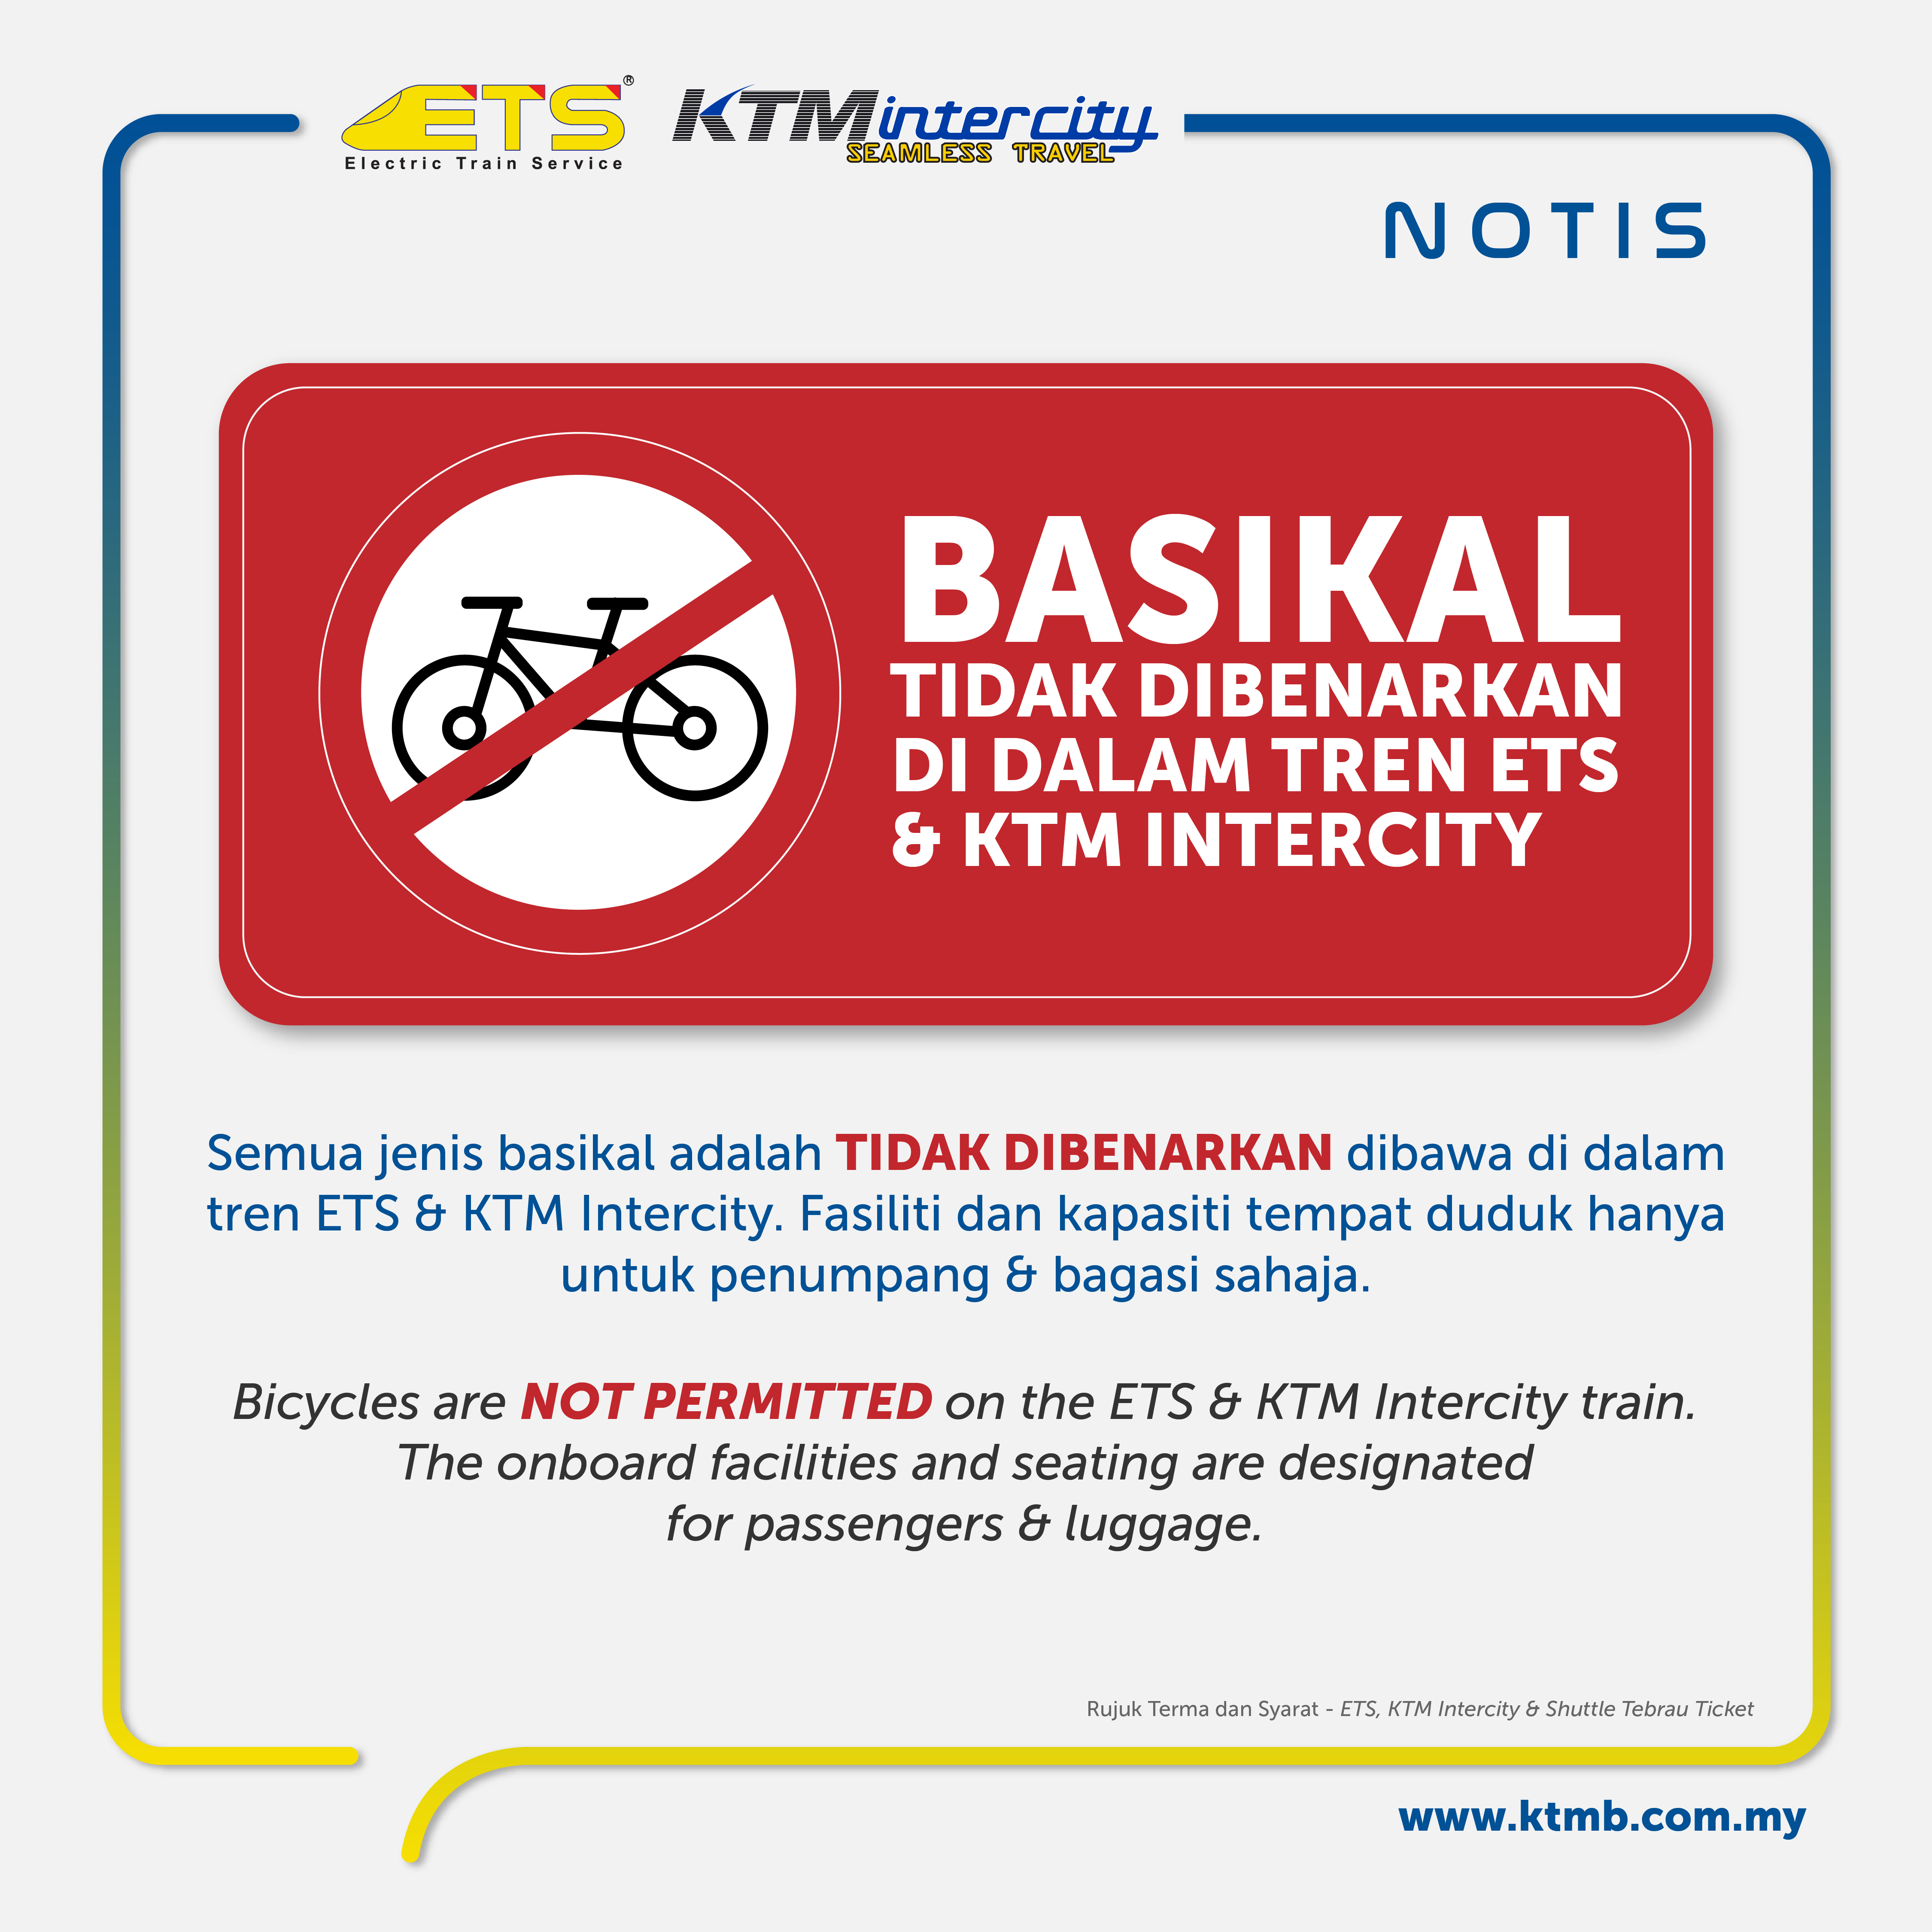 ETS®
Electric Train Service
KTM intercity
SEAMLESS TRAVEL
NOTIS
BASIKAL
TIDAK DIBENARKAN
DI DALAM TREN ETS
& KTM INTERCITY
Semua jenis basikal adalah TIDAK DIBENARKAN dibawa di dalam
tren ETS & KTM Intercity. Fasiliti dan kapasiti tempat duduk hanya
untuk penumpang & bagasi sahaja.
Bicycles are NOT PERMITTED on the ETS & KTM Intercity train.
The onboard facilities and seating are designated
for passengers & luggage.
Rujuk Terma dan Syarat - ETS, KTM Intercity & Shuttle Tebrau Ticket
www.ktmb.com.my